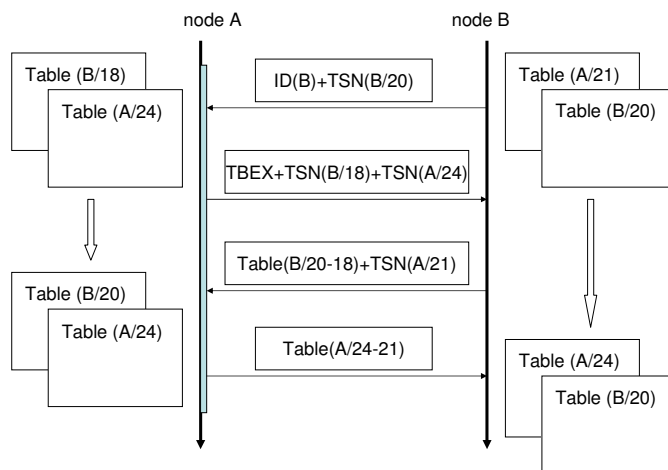 node A
node B
Table (B/18)
Table (A/24)
ID(B)+TSN(B/20)
Table (A/21)
Table (B/20)
TBEX+TSN(B/18)+TSN(A/24)
Table(B/20-18)+TSN(A/21)
Table (B/20)
Table (A/24)
Table(A/24-21)
Table (A/24)
Table (B/20)